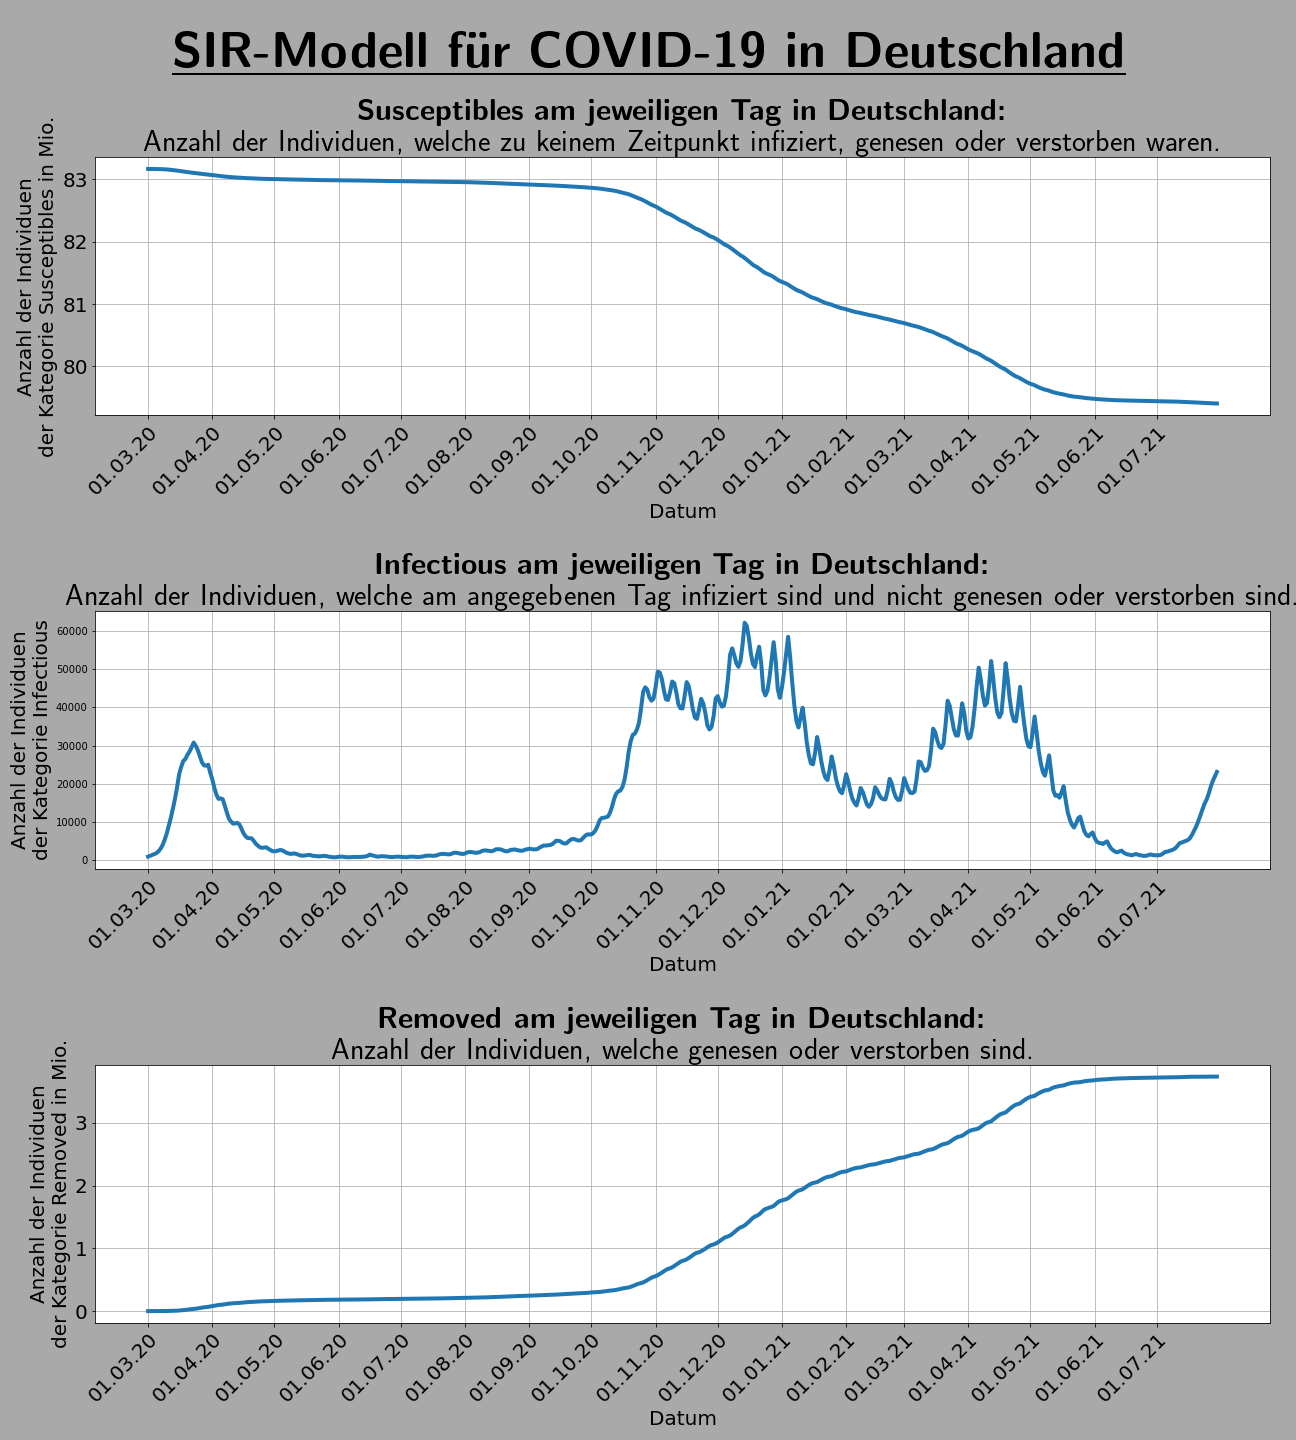 SIR-Modell für COVID-19 in Deutschland
Susceptibles am jeweiligen Tag in Deutschland:
Anzahl der Individuen, welche zu keinem Zeitpunkt infiziert, genesen oder verstorben waren.
Anzahl der Individuen
der Kategorie Susceptibles in Mio.
83
82
81
80
01.03.20 01.04.20 01.05.20 01.06.20 01.07.20 01.08.20 01.09.20 01.10.20 01.11.20 01.12.20 01.01.21 01.02.21 01.03.21 01.04.21 01.05.21 01.06.21 01.07.21
Datum
Infectious am jeweiligen Tag in Deutschland:
Anzahl der Individuen, welche am angegebenen Tag infiziert sind und nicht genesen oder verstorben sind.
Anzahl der Individuen
der Kategorie Infectious
60000
50000
40000
30000
20000
10000
0
01.03.20 01.04.20 01.05.20 01.06.20 01.07.20 01.08.20 01.09.20 01.10.20 01.11.20 01.12.20 01.01.21 01.02.21 01.03.21 01.04.21 01.05.21 01.06.21 01.07.21
Datum
Removed am jeweiligen Tag in Deutschland:
Anzahl der Individuen, welche genesen oder verstorben sind.
Anzahl der Individuen
der Kategorie Removed in Mio.
3
2
1
0
01.03.20 01.04.20 01.05.20 01.06.20 01.07.20 01.08.20 01.09.20 01.10.20 01.11.20 01.12.20 01.01.21 01.02.21 01.03.21 01.04.21 01.05.21 01.06.21 01.07.21
Datum